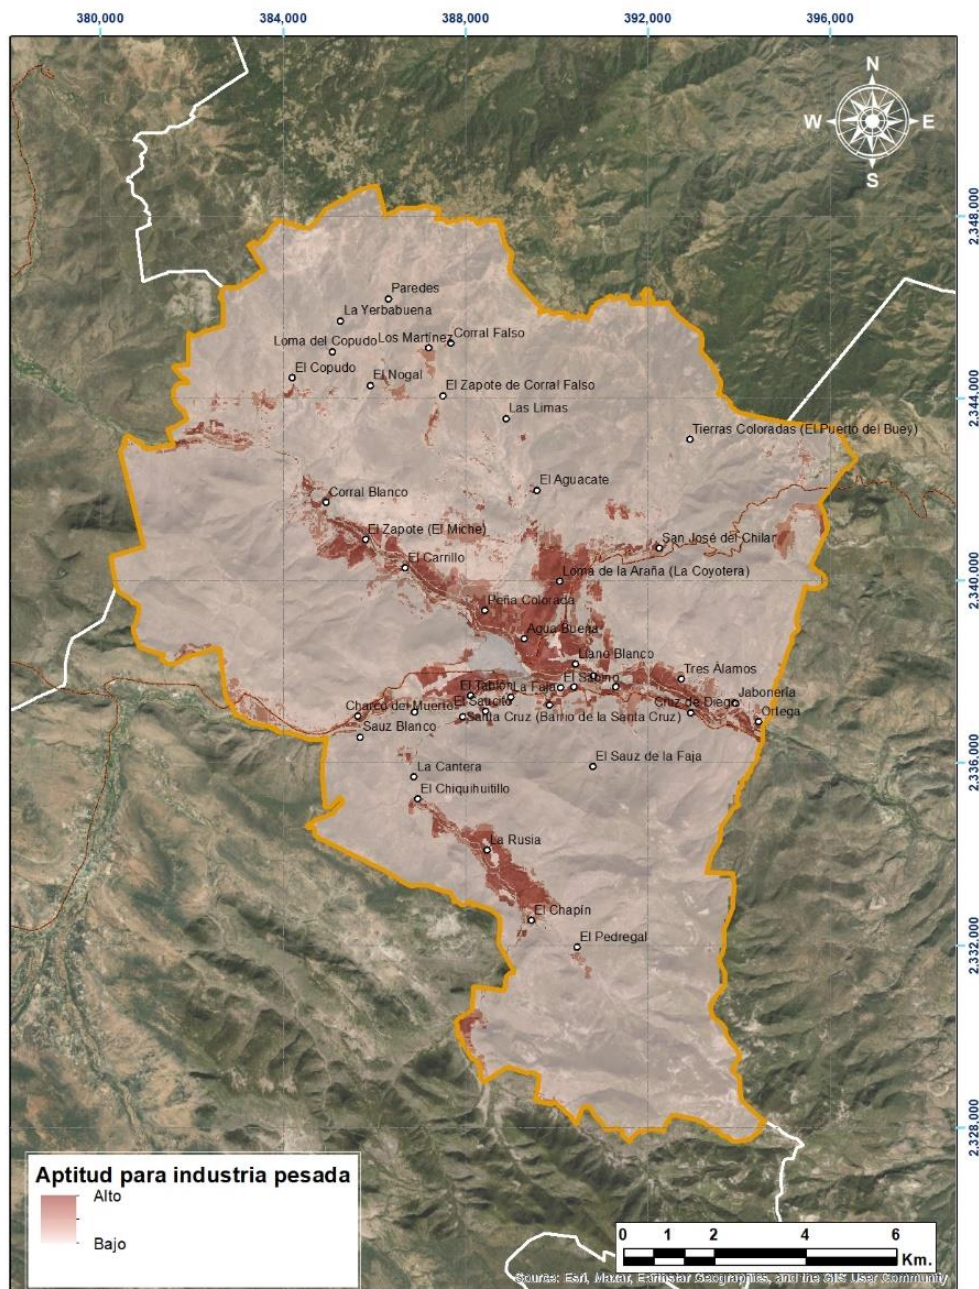 380,000
384,000
388,000
392,000
396,000
N
W
E
S
2,348,000
Paredes
La Yerbabuena
Los Martínez
Corral Falso
Loma del Copudo
El Copudo
El Nogal
El Zapote de Corral Falso
2,344,000
Las Limas
Tierras Coloradas (El Puerto del Buey)
El Aguacate
Corral Blanco
El Zapote (El Miche)
San José del Chilar
El Carrillo
Loma de la Araña (La Coyotera)
2,340,000
Peña Colorada
Agua Buena
Llano Blanco
Tres Álamos
El Sabino
El Tablón
La Faja
Jabonería
Cruz de Diego
El Saucito
Charco del Muertos
Santa Cruz (Barrio de la Santa Cruz)
Ortega
Sauz Blanco
2,336,000
El Sauz de la Faja
La Cantera
El Chiquihuitillo
La Rusia
El Chapín
El Pedregal
2,332,000
2,328,000
Aptitud para industria pesada
Alto
Bajo
0 1 2 4 6
Km.
Source: Esri, Maxar, Earthstar Geographics, and the GIS User Community